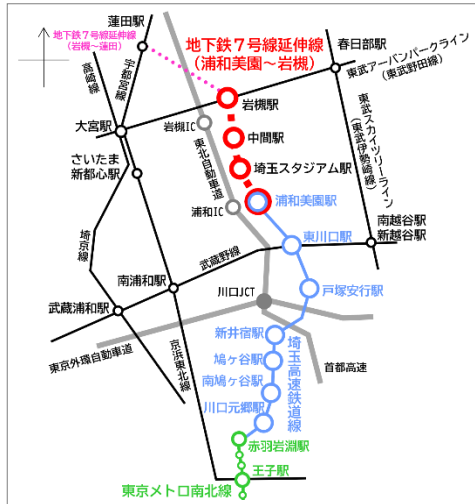 蓮田駅
地下鉄7号線延伸線
(岩槻～蓮田)
地下鉄7号線延伸線
(浦和美園～岩槻)
春日部駅
東武アーバンパークライン
(東武野田線)
高崎線
宇都宮線
岩槻駅
大宮駅
岩槻IC
中間駅
東北自動車道
東武スカイツリーライン
(東武伊勢崎線)
さいたま
新都心駅
埼玉スタジアム駅
浦和美園駅
浦和IC
南越谷駅
新越谷駅
東川口駅
埼京線
武蔵野線
南浦和駅
戸塚安行駅
川口JCT
武蔵浦和駅
新井宿駅
東京外環自動車道
京浜東北線
鳩ヶ谷駅
埼玉高速鉄道線
首都高速
南鳩ヶ谷駅
川口元郷駅
赤羽岩淵駅
王子駅
東京メトロ南北線